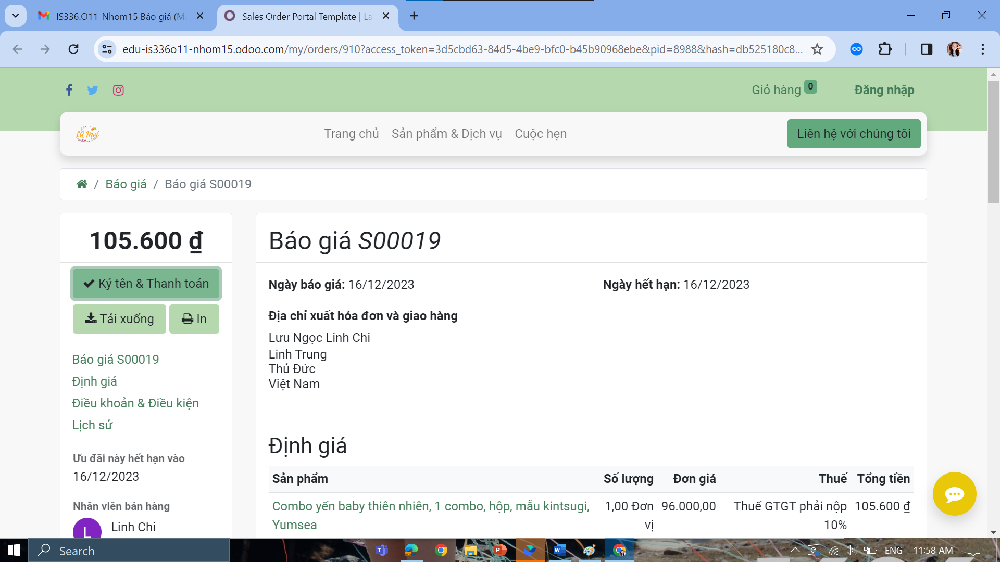 IS336.O11-Nhom15 Báo giá (Mã
Sales Order Portal Template | La
edu-is336o11-nhom15.odoo.com/my/orders/910?access_token=3d5cbd63-84d5-4be9-bfc0-b45b90968ebe&pid=8988&hash=db525180c8...
Giỏ hàng 0
Đăng nhập
LA Mut
Trang chủ
Sản phẩm & Dịch vụ
Cuộc hẹn
Liên hệ với chúng tôi
/ Báo giá / Báo giá S00019
105.600 ₫
Ký tên & Thanh toán
Tải xuống
In
Báo giá S00019
Định giá
Điều khoản & Điều kiện
Lịch sử
Ưu đãi này hết hạn vào
16/12/2023
Nhân viên bán hàng
L
Linh Chi
Báo giá S00019
Ngày báo giá: 16/12/2023
Ngày hết hạn: 16/12/2023
Địa chỉ xuất hóa đơn và giao hàng
Lưu Ngọc Linh Chi
Linh Trung
Thủ Đức
Việt Nam
Định giá
Sản phẩm Số lượng Đơn giá Thuế Tổng tiền
Combo yến baby thiên nhiên, 1 combo, hộp, mẫu kintsugi, 1,00 Đơn 96.000,00 Thuế GTGT phải nộp 105.600 ₫
Yumsea vị 10%
Search
ENG
11:58 AM